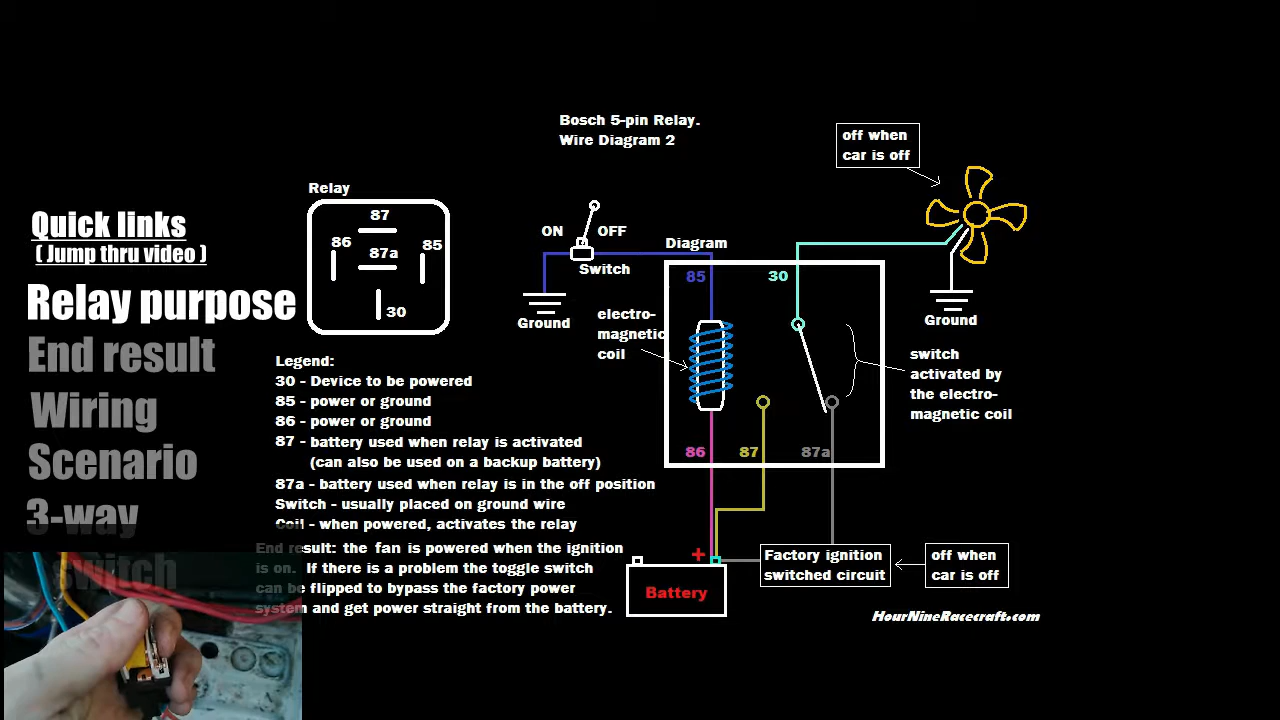 Bosch 5-pin Relay.
Wire Diagram 2
off when
car is off
Relay
87
86
87a
85
30
Quick links
( Jump thru video )
Relay purpose
End result
Wiring
Scenario
3-way
switch
ON
OFF
Switch
Ground
Diagram
85
30
electro-
magnetic
coil
86
87
87a
Ground
switch
activated by
the electro-
magnetic coil
Legend:
30 - Device to be powered
85 - power or ground
86 - power or ground
87 - battery used when relay is activated
(can also be used on a backup battery)
87a - battery used when relay is in the off position
Switch - usually placed on ground wire
Coil - when powered, activates the relay
End result: the fan is powered when the ignition
is on. If there is a problem the toggle switch
can be flipped to bypass the factory power
system and get power straight from the battery.
+
Battery
Factory ignition
switched circuit
off when
car is off
HourNineRacecraft.com